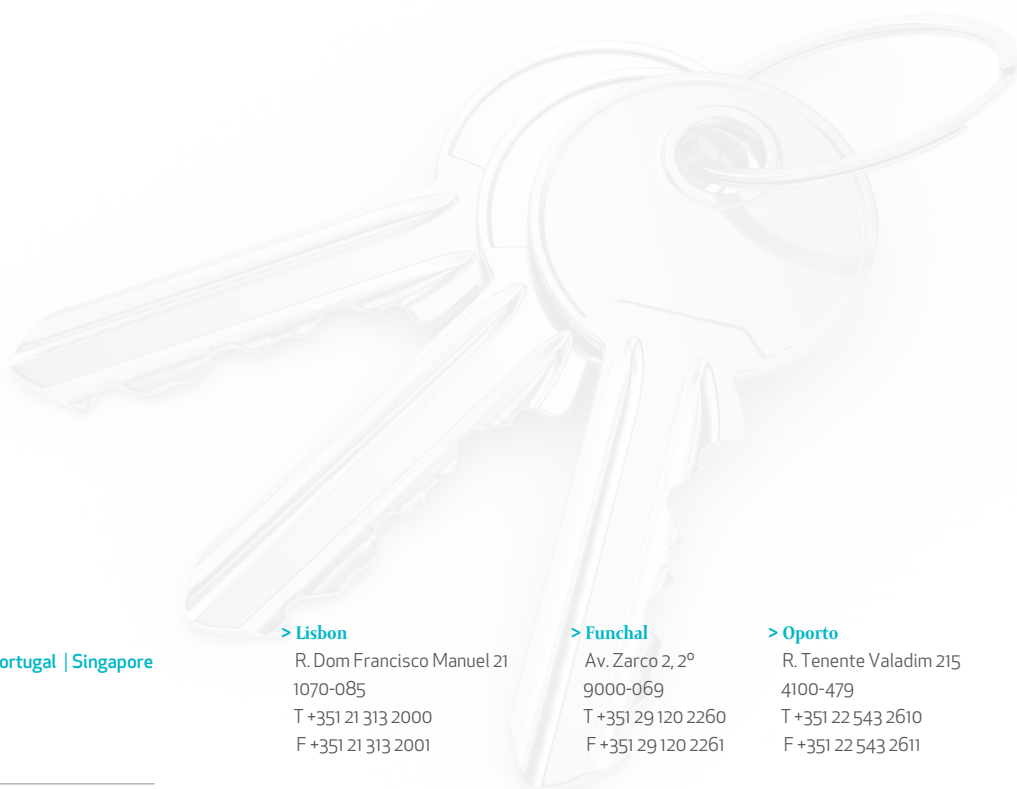 ortugal | Singapore
> Lisbon
R. Dom Francisco Manuel 21
1070-085
T +351 21 313 2000
F +351 21 313 2001
> Funchal
Av. Zarco 2, 2º
9000-069
T +351 29 120 2260
F +351 29 120 2261
> Oporto
R. Tenente Valadim 215
4100-479
T +351 22 543 2610
F +351 22 543 2611